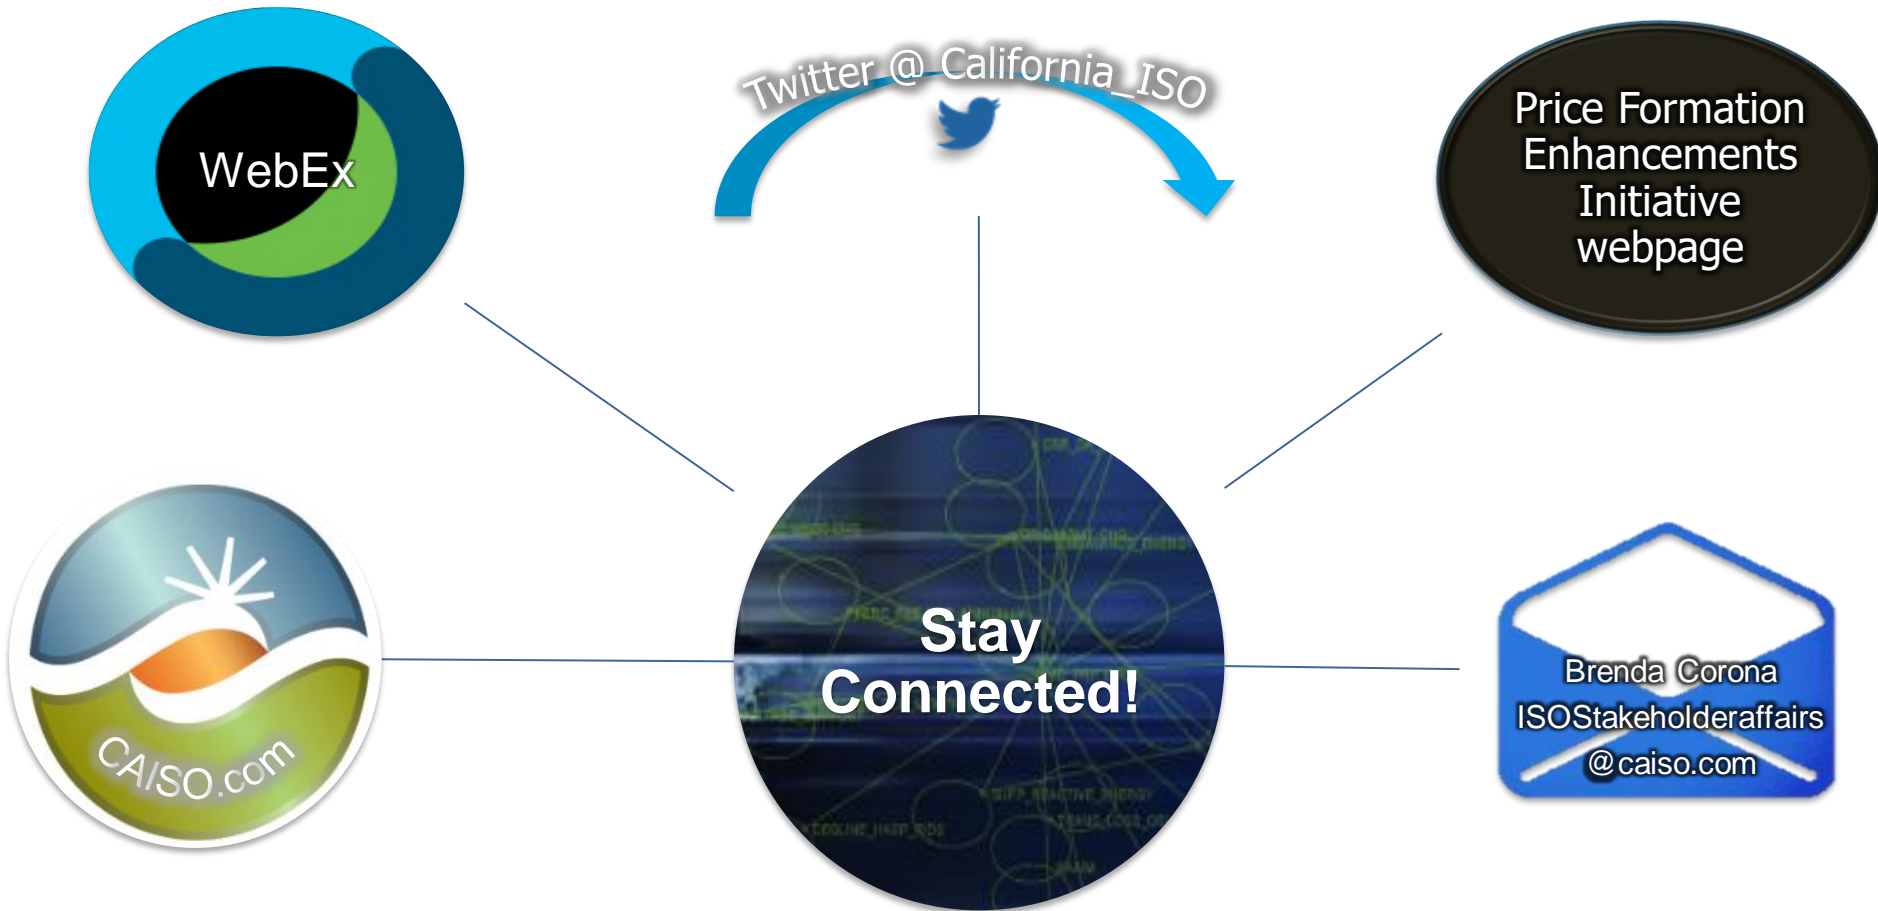 Twitter @ California_ISO
WebEx
Price Formation
Enhancements
Initiative
webpage
Stay
Connected!
CAISO.com
Brenda Corona
ISOStakeholderaffairs
@caiso.com